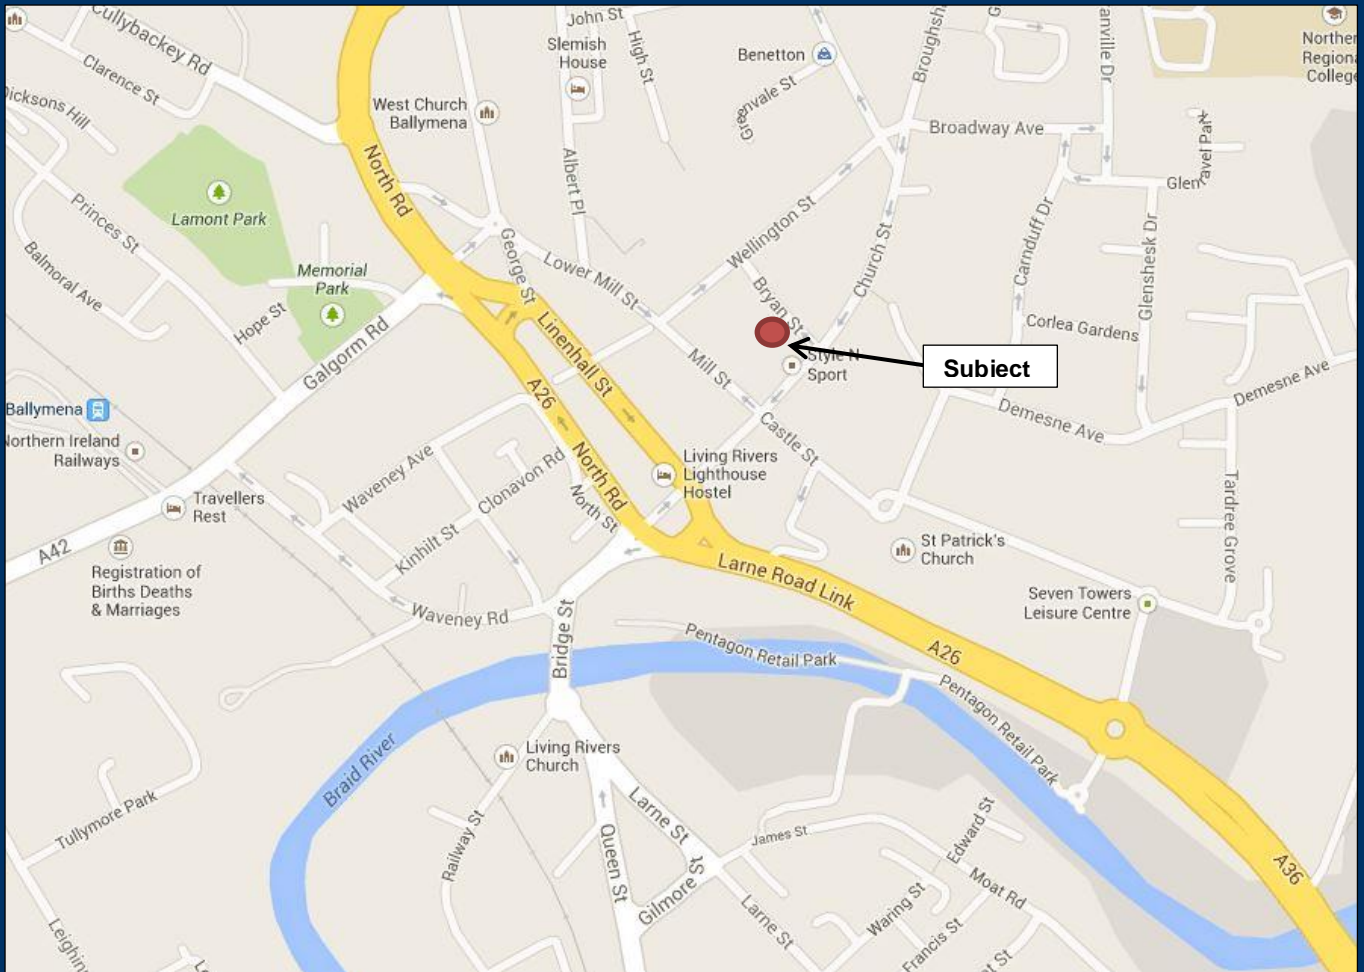 Cullybackey Rd
Clarence St
Dicksons Hill
West Church
Ballymena
John St
High St
Slemish
House
Albert Pl
Benetton
Broadway Ave
Wellington St
Church St
Carnduff Dr
Glenshesk Dr
North Rd
Lamont Park
Princes St
Balmoral Ave
Memorial
Park
Hope St
Galgorm Rd
George St
Lower Mill St
Bryan St
Linenhall St
Mill St
Style N
Sport
Subject
Corlea Gardens
Demesne Ave
Demesne Ave
Castle St
A26
North Rd
North St
Ballymena
Northern Ireland
Railways
Travellers
Rest
A42
Registration of
Births Deaths
& Marriages
Waveney Ave
Clonavon Rd
Kinhilt St
Waveney Rd
Living Rivers
Lighthouse
Hostel
St Patrick's
Church
Tardree Grove
Seven Towers
Leisure Centre
Larne Road Link
A26
Bridge St
Pentagon Retail Park
Pentagon Retail Park
Braid River
Living Rivers
Church
Tullymore Park
Railway St
Queen St
Larne St
Gilmore St
Larne St
James St
Edward St
Moat Rd
Waring St
Francis St
A36